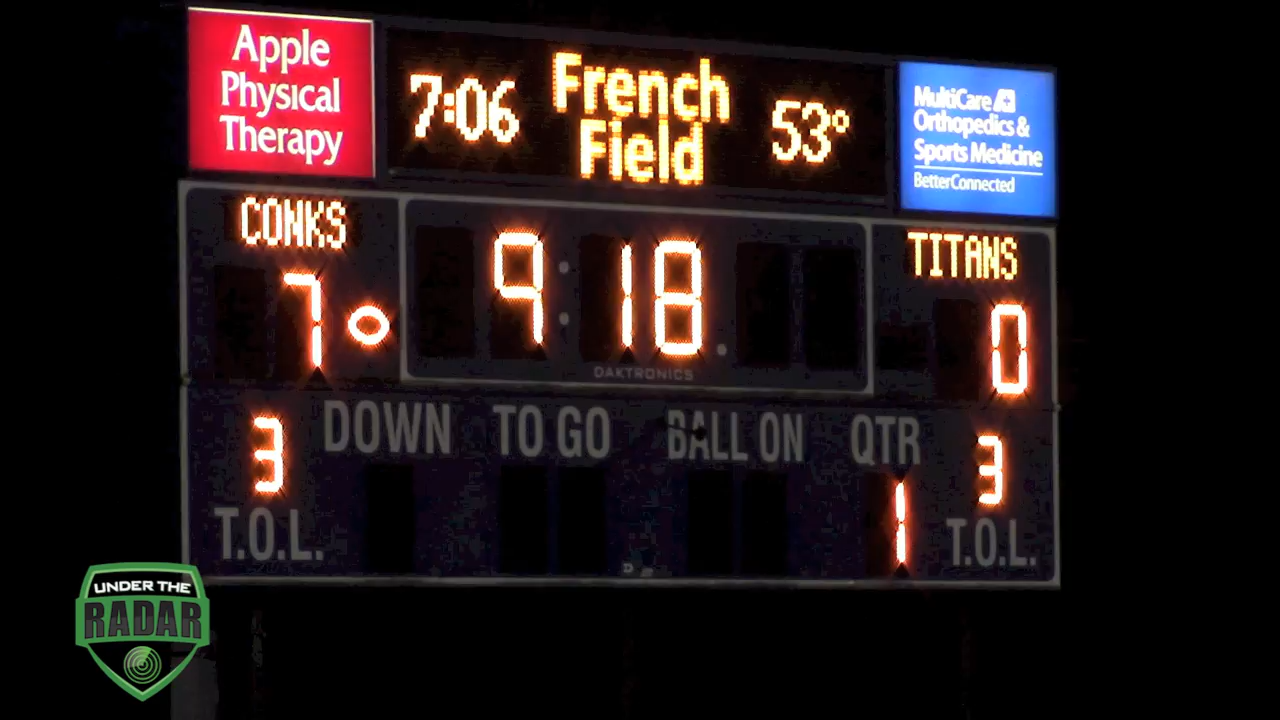 Apple
Physical
Therapy
7:06
French
Field
53°
MultiCare
Orthopedics &
Sports Medicine
BetterConnected
CONKS
TITANS
7
9:18
0
DAKTRONICS
DOWN
TO GO
BALL ON
QTR
3
3
1
T.O.L.
T.O.L.
UNDER THE
RADAR